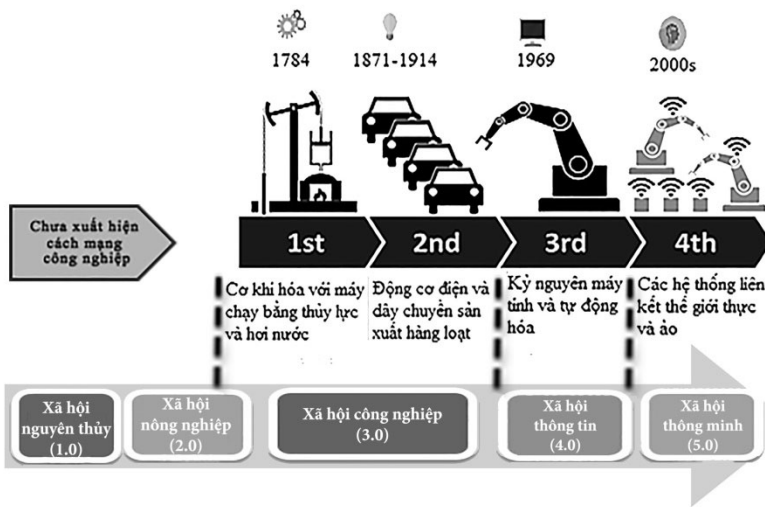 1784
1871-1914
1969
2000s
Chưa xuất hiện
cách mạng
công nghiệp
1st
2nd
3rd
4th
Cơ khí hóa với máy
chạy bằng thủy lực
và hơi nước
Động cơ điện và
dây chuyền sản
xuất hàng loạt
Kỷ nguyên máy
tính và tự động
hóa
Các hệ thống liên
kết thế giới thực
và ảo
Xã hội
nguyên thủy
(1.0)
Xã hội
nông nghiệp
(2.0)
Xã hội công nghiệp
(3.0)
Xã hội
thông tin
(4.0)
Xã hội
thông minh
(5.0)